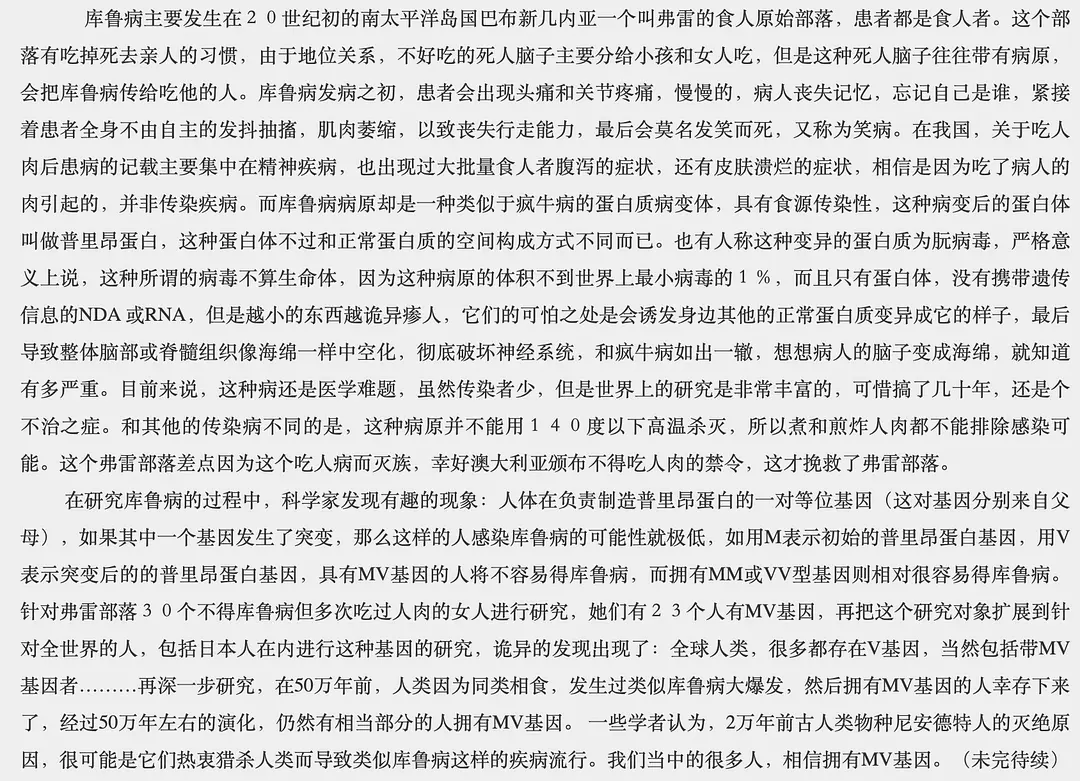 库鲁病主要发生在２０世纪初的南太平洋岛国巴布新几内亚一个叫弗雷的食人原始部落，患者都是食人者。这个部
落有吃掉死去亲人的习惯，由于地位关系，不好吃的死人脑子主要分给小孩和女人吃，但是这种死人脑子往往带有病原，
会把库鲁病传给吃他的人。库鲁病发病之初，患者会出现头痛和关节疼痛，慢慢的，病人丧失记忆，忘记自己是谁，紧接
着患者全身不由自主的发抖抽搐，肌肉萎缩，以致丧失行走能力，最后会莫名发笑而死，又称为笑病。在我国，关于吃人
肉后患病的记载主要集中在精神疾病，也出现过大批量食人者腹泻的症状，还有皮肤溃烂的症状，相信是因为吃了病人的
肉引起的，并非传染疾病。而库鲁病病原却是一种类似于疯牛病的蛋白质病变体，具有食源传染性，这种病变后的蛋白体
叫做普里昂蛋白，这种蛋白体不过和正常蛋白质的空间构成方式不同而已。也有人称这种变异的蛋白质为朊病毒，严格意
义上说，这种所谓的病毒不算生命体，因为这种病原的体积不到世界上最小病毒的１％，而且只有蛋白体，没有携带遗传
信息的NDA或RNA，但是越小的东西越诡异瘆人，它们的可怕之处是会诱发身边其他的正常蛋白质变异成它的样子，最后
导致整体脑部或脊髓组织像海绵一样中空化，彻底破坏神经系统，和疯牛病如出一辙，想想病人的脑子变成海绵，就知道
有多严重。目前来说，这种病还是医学难题，虽然传染者少，但是世界上的研究是非常丰富的，可惜搞了几十年，还是个
不治之症。和其他的传染病不同的是，这种病原并不能用１４０度以下高温杀灭，所以煮和煎炸人肉都不能排除感染可
能。这个弗雷部落差点因为这个吃人病而灭族，幸好澳大利亚颁布不得吃人肉的禁令，这才挽救了弗雷部落。
在研究库鲁病的过程中，科学家发现有趣的现象：人体在负责制造普里昂蛋白的一对等位基因（这对基因分别来自父
母），如果其中一个基因发生了突变，那么这样的人感染库鲁病的可能性就极低，如用M表示初始的普里昂蛋白基因，用V
表示突变后的的普里昂蛋白基因，具有MV基因的人将不容易得库鲁病，而拥有MM或VV型基因则相对很容易得库鲁病。
针对弗雷部落３０个不得库鲁病但多次吃过人肉的女人进行研究，她们有２３个人有MV基因，再把这个研究对象扩展到针
对全世界的人，包括日本人在内进行这种基因的研究，诡异的发现出现了：全球人类，很多都存在V基因，当然包括带MV
基因者………再深一步研究，在50万年前，人类因为同类相食，发生过类似库鲁病大爆发，然后拥有MV基因的人幸存下来
了，经过50万年左右的演化，仍然有相当部分的人拥有MV基因。 一些学者认为，2万年前古人类物种尼安德特人的灭绝原
因，很可能是它们热衷猎杀人类而导致类似库鲁病这样的疾病流行。我们当中的很多人，相信拥有MV基因。（未完待续）